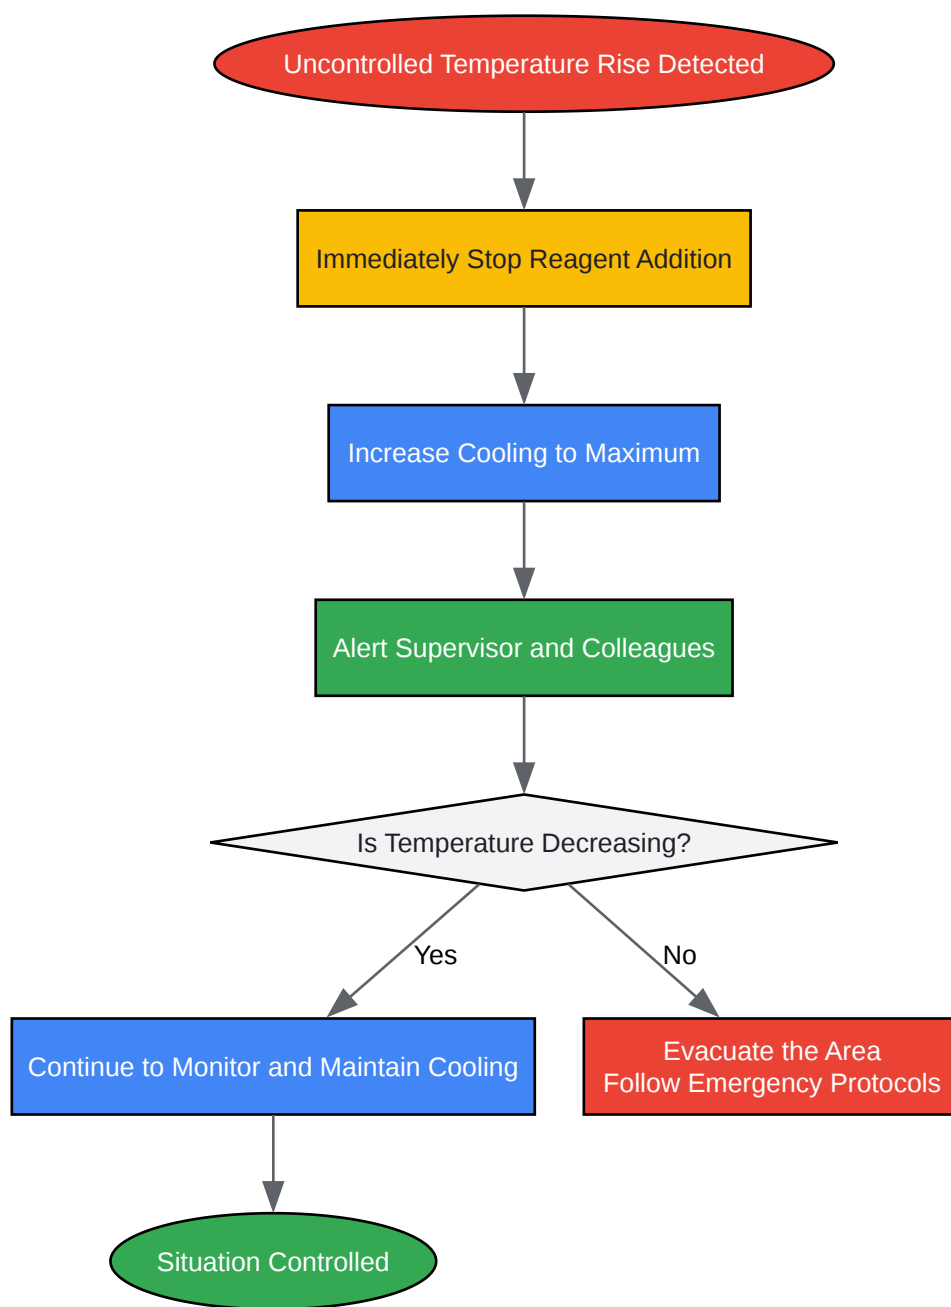 Uncontrolled Temperature Rise Detected
Immediately Stop Reagent Addition
Increase Cooling to Maximum
Alert Supervisor and Colleagues
Is Temperature Decreasing?
Yes
No
Continue to Monitor and Maintain Cooling
Evacuate the Area
Follow Emergency Protocols
Situation Controlled